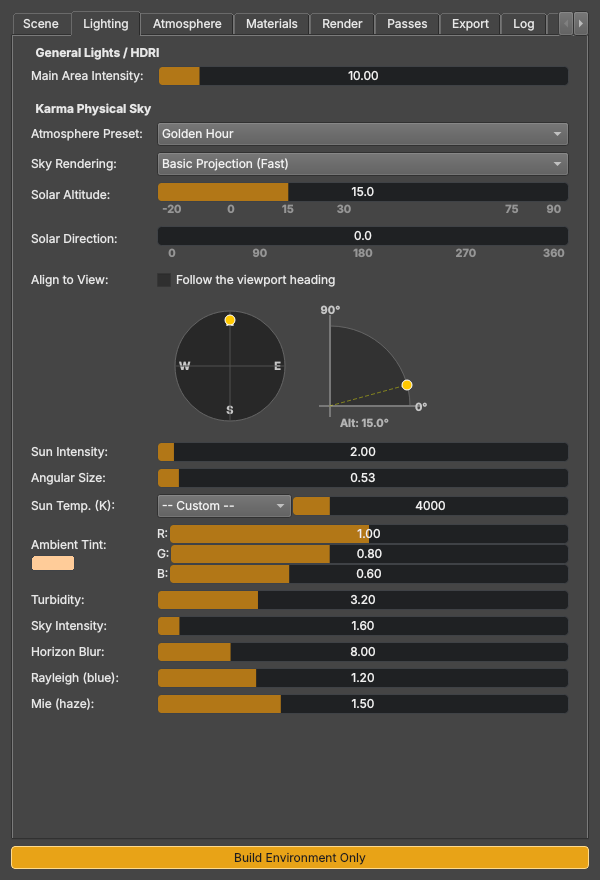 Scene Lighting Atmosphere Materials Render Passes Export Log
General Lights / HDRI
Main Area Intensity: 10.00
Karma Physical Sky
Atmosphere Preset: Golden Hour
Sky Rendering: Basic Projection (Fast)
Solar Altitude: 15.0
-20 0 15 30 75 90
Solar Direction: 0.0
0 90 180 270 360
Align to View: Follow the viewport heading
90°
W E
S
0°
Alt: 15.0°
Sun Intensity: 2.00
Angular Size: 0.53
Sun Temp. (K): -- Custom -- 4000
R: 1.00
Ambient Tint:
G: 0.80
B: 0.60
Turbidity: 3.20
Sky Intensity: 1.60
Horizon Blur: 8.00
Rayleigh (blue): 1.20
Mie (haze): 1.50
Build Environment Only